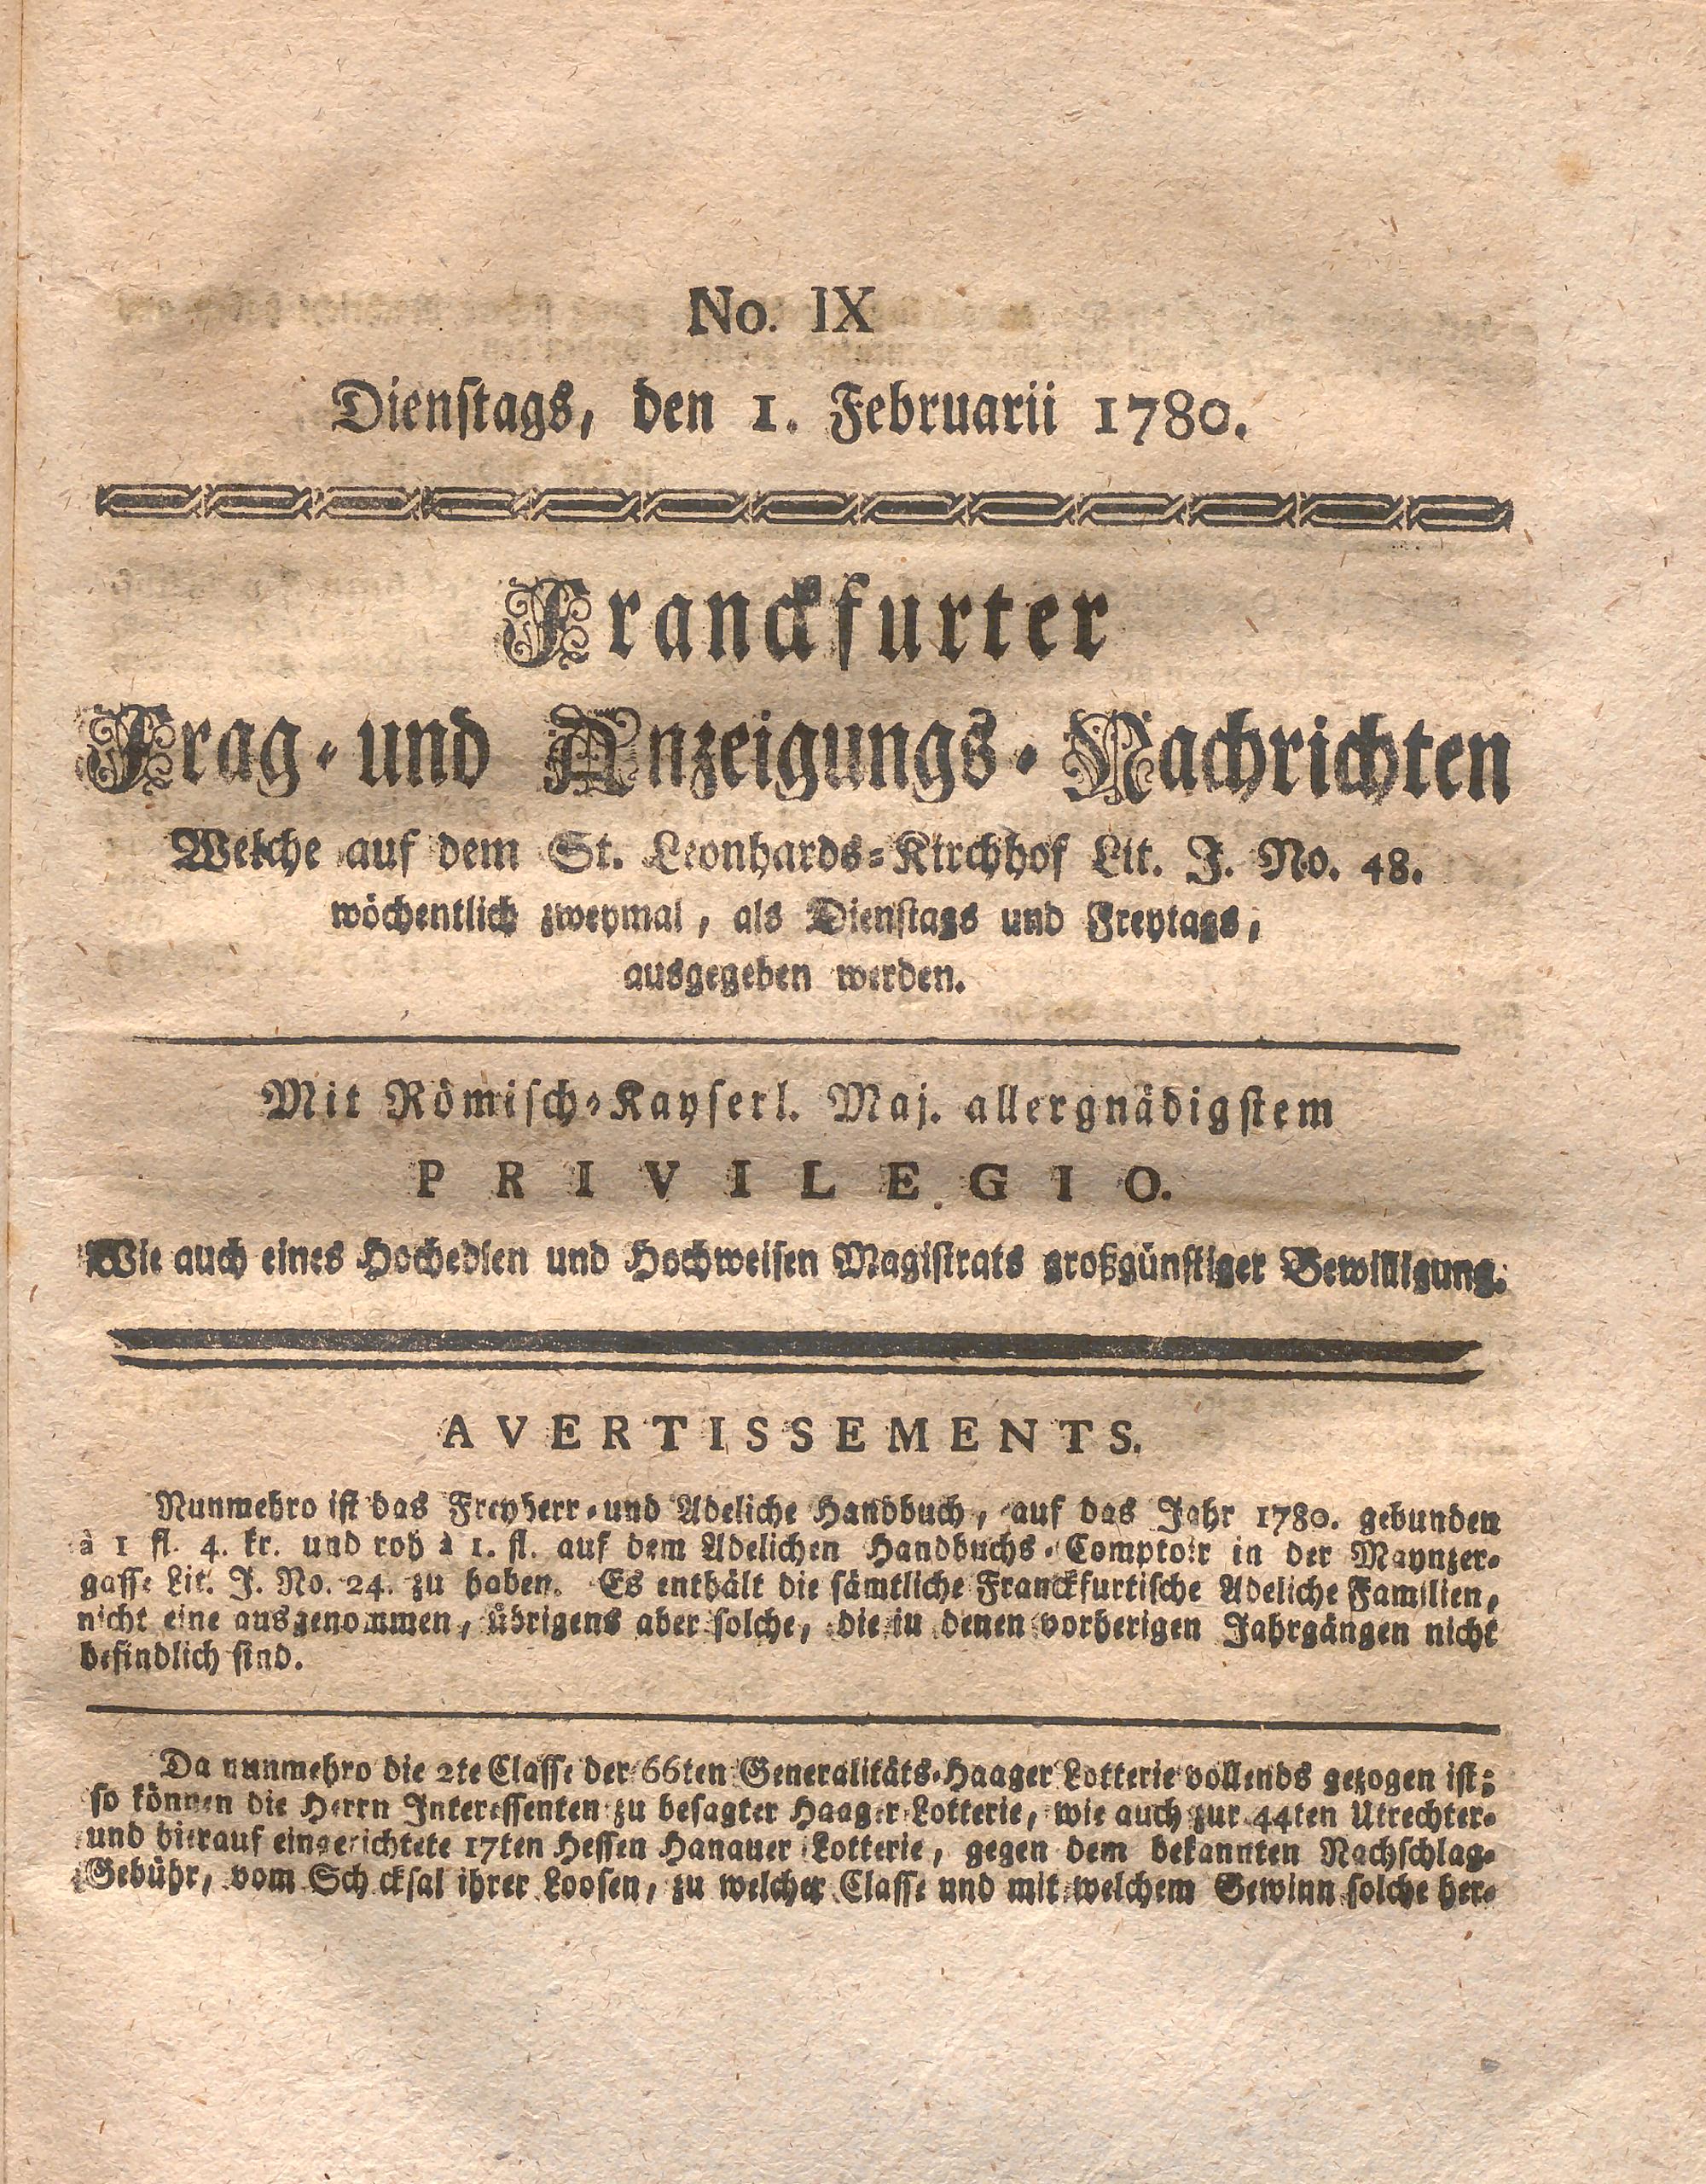 No. IX
Dienstags, den 1. Februarii 1780.
Franckfurter
Frag- und Anzeigungs-Nachrichten
Welche auf dem St. Leonhards-Kirchhof Lit. J. No. 48.
wöchentlich zweymal, als Dienstags und Freytags,
ausgegeben werden.
Mit Römisch-Kayserl. Maj. allergnädigstem
PRIVILEGIO.
Wie auch eines Hochedlen und Hochweisen Magistrats großgünstiger Bewilligung.
AVERTISSEMENTS.
Nunmehro ist das Freyherr- und Adeliche Handbuch, auf das Jahr 1780. gebunden
à 1 fl. 4. kr. und roh à 1. fl. auf dem Adelichen Handbuchs-Comptoir in der Maynzer-
gasse Lit. J. No. 24. zu haben. Es enthält die sämtliche Franckfurtische Adeliche Familien,
nicht eine ausgenommen, übrigens aber solche, die in denen vorherigen Jahrgängen nicht
befindlich sind.
Da nunmehro die 2te Classe der 66ten Generalitäts-Haager Lotterie vollends gezogen ist;
so können die Herrn Interessenten zu besagter Haager Lotterie, wie auch zur 44ten Utrechter-
und hierauf eingerichtete 17ten Hessen Hanauer Lotterie, gegen dem bekannten Nachschlag-
Gebühr, vom Schicksal ihrer Loosen, zu welcher Classe und mit welchem Gewinn solche her-